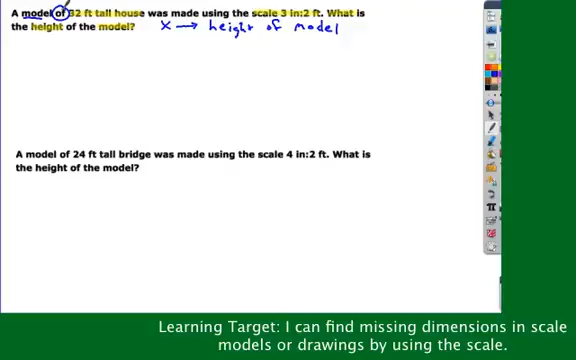 A model of 32 ft tall house was made using the scale 3 in:2 ft. What is
the height of the model? x → height of model
A model of 24 ft tall bridge was made using the scale 4 in:2 ft. What is
the height of the model?
Learning Target: I can find missing dimensions in scale
models or drawings by using the scale.